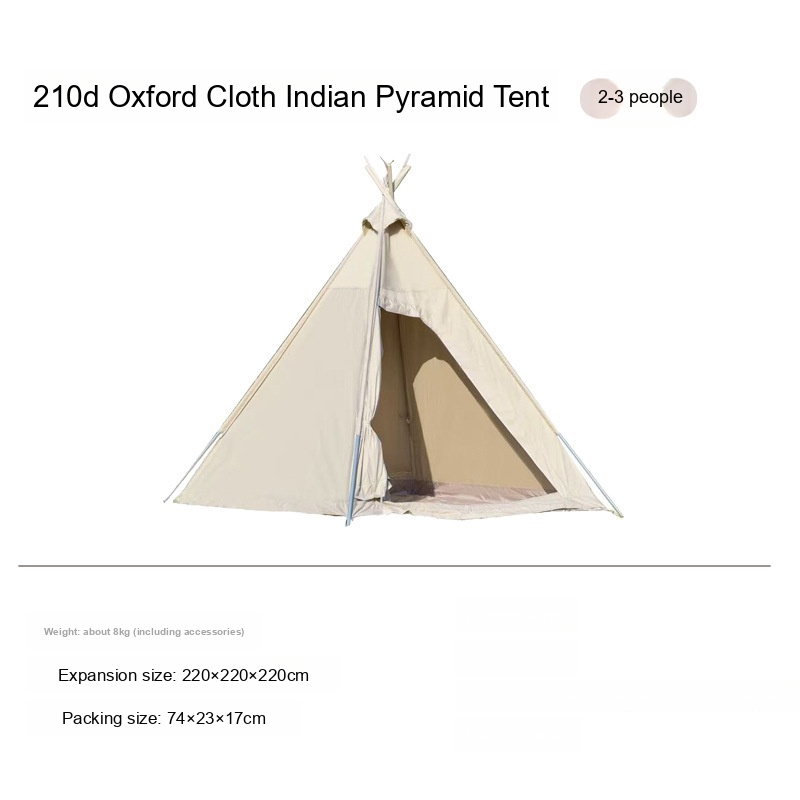 210d Oxford Cloth Indian Pyramid Tent
2-3 people
Weight: about 8kg (including accessories)
Expansion size: 220×220×220cm
Packing size: 74×23×17cm